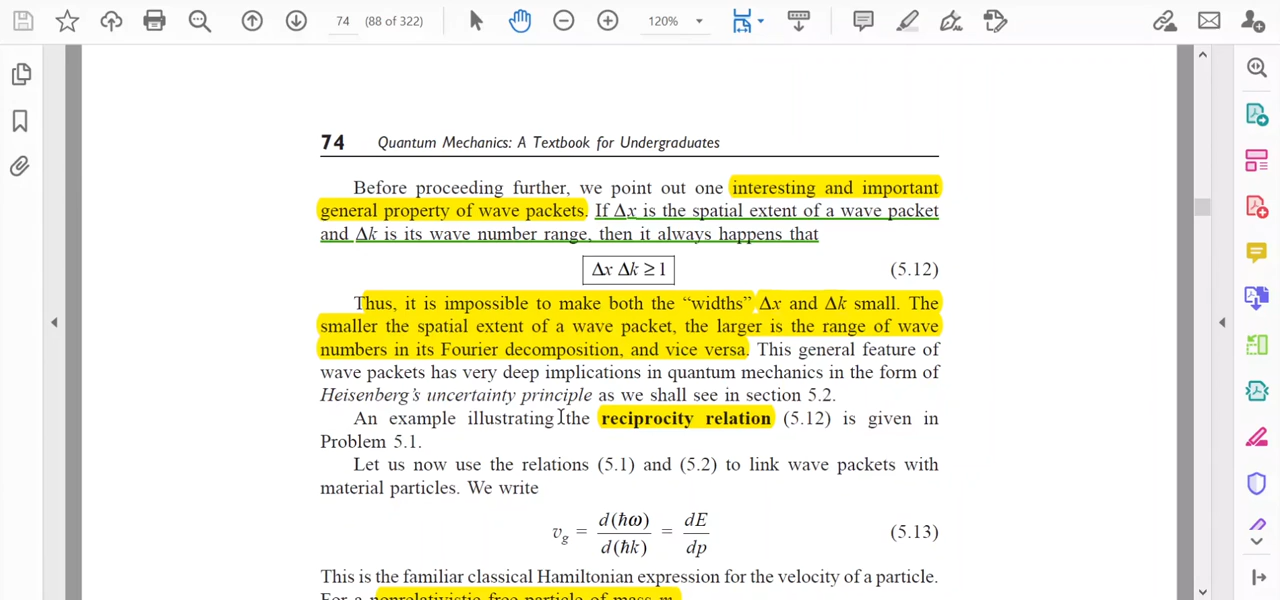 74 (88 of 322) 120%
74 Quantum Mechanics: A Textbook for Undergraduates
Before proceeding further, we point out one interesting and important
general property of wave packets. If Δx is the spatial extent of a wave packet
and Δk is its wave number range, then it always happens that
Δx Δk ≥ 1 (5.12)
Thus, it is impossible to make both the “widths” Δx and Δk small. The
smaller the spatial extent of a wave packet, the larger is the range of wave
numbers in its Fourier decomposition, and vice versa. This general feature of
wave packets has very deep implications in quantum mechanics in the form of
Heisenberg’s uncertainty principle as we shall see in section 5.2.
An example illustrating the reciprocity relation (5.12) is given in
Problem 5.1.
Let us now use the relations (5.1) and (5.2) to link wave packets with
material particles. We write
v_g = d(ħω)/d(ħk) = dE/dp (5.13)
This is the familiar classical Hamiltonian expression for the velocity of a particle.
For a nonrelativistic free particle of mass m